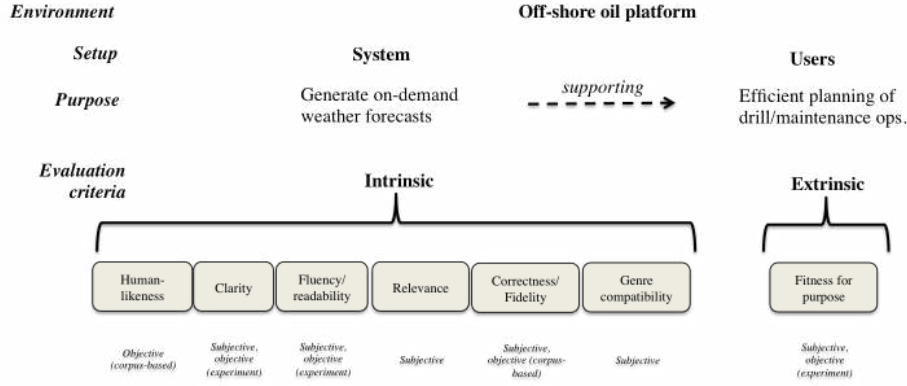 Environment
Off-shore oil platform
Setup
System
Users
Purpose
Generate on-demand
weather forecasts
supporting
Efficient planning of
drill/maintenance ops.
Evaluation
criteria
Intrinsic
Extrinsic
Human-
likeness
Clarity
Fluency/
readability
Relevance
Correctness/
Fidelity
Genre
compatibility
Fitness for
purpose
Objective
(corpus-based)
Subjective,
objective
(experiment)
Subjective,
objective
(experiment)
Subjective
Subjective,
objective (corpus-
based)
Subjective
Subjective,
objective
(experiment)